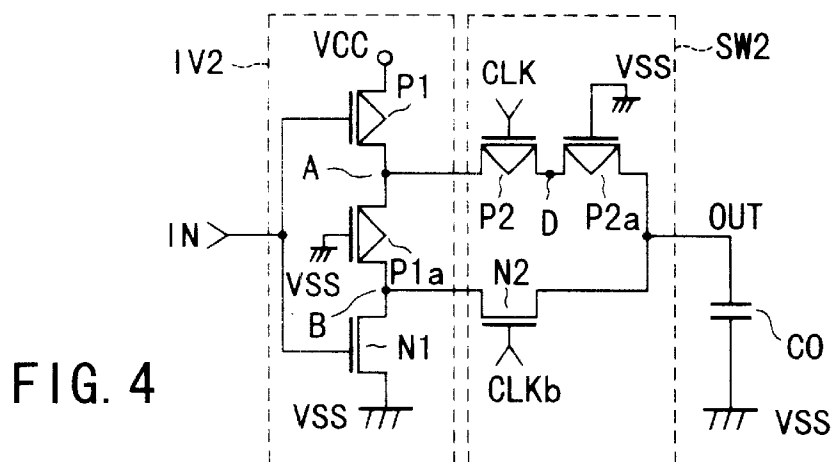 IV2
VCC
P1
CLK
VSS
SW2
A
P2
D
P2a
OUT
IN
VSS
P1a
N2
B
N1
CLKb
CO
FIG. 4
VSS
VSS